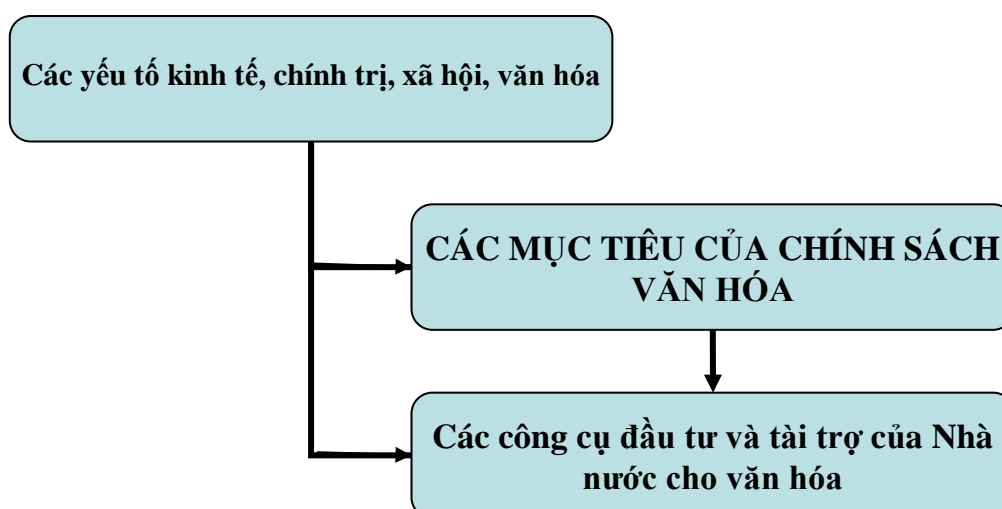 Các yếu tố kinh tế, chính trị, xã hội, văn hóa
CÁC MỤC TIÊU CỦA CHÍNH SÁCH
VĂN HÓA
Các công cụ đầu tư và tài trợ của Nhà
nước cho văn hóa